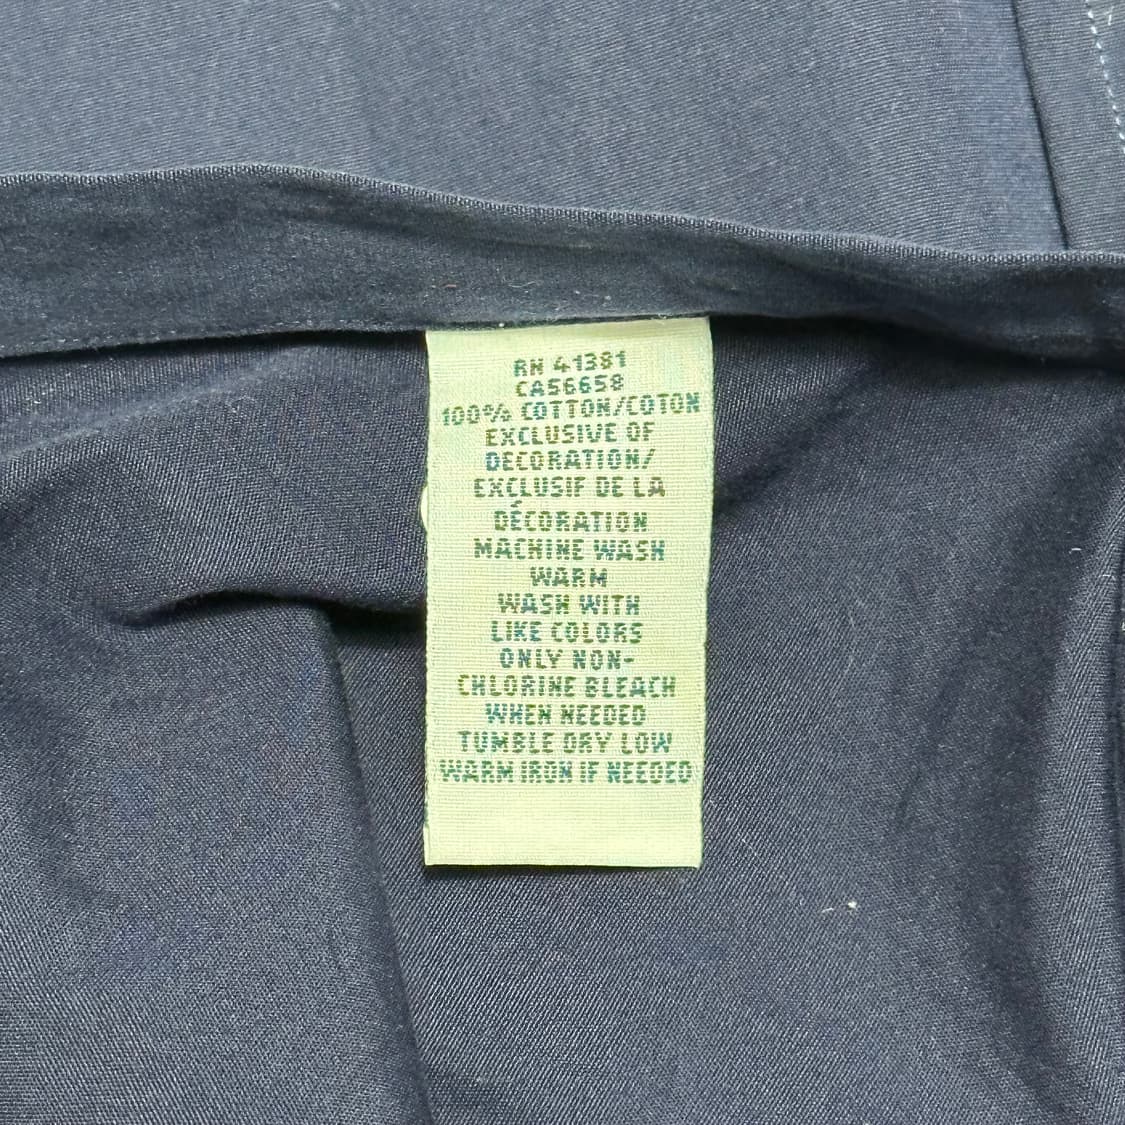 RN 41381
CA56658
100% COTTON/COTON
EXCLUSIVE OF
DECORATION/
EXCLUSIF DE LA
DÉCORATION
MACHINE WASH
WARM
WASH WITH
LIKE COLORS
ONLY NON-
CHLORINE BLEACH
WHEN NEEDED
TUMBLE DRY LOW
WARM IRON IF NEEDED